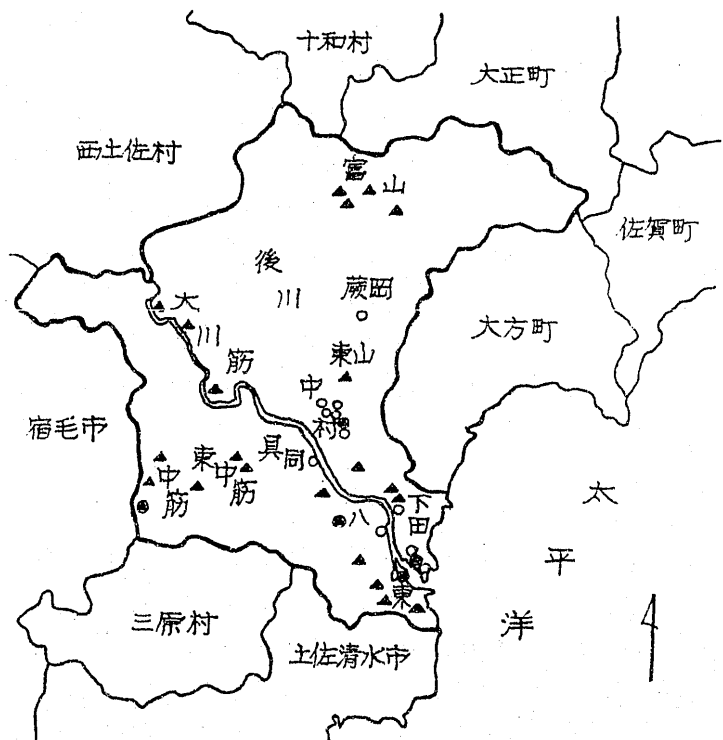 十和村
大正町
西土佐村
富山
佐賀町
後川
蕨岡
大川筋
大方町
東山
中村
宿毛市
具同
中筋
東中筋
下田
八東
太平洋
三原村
土佐清水市